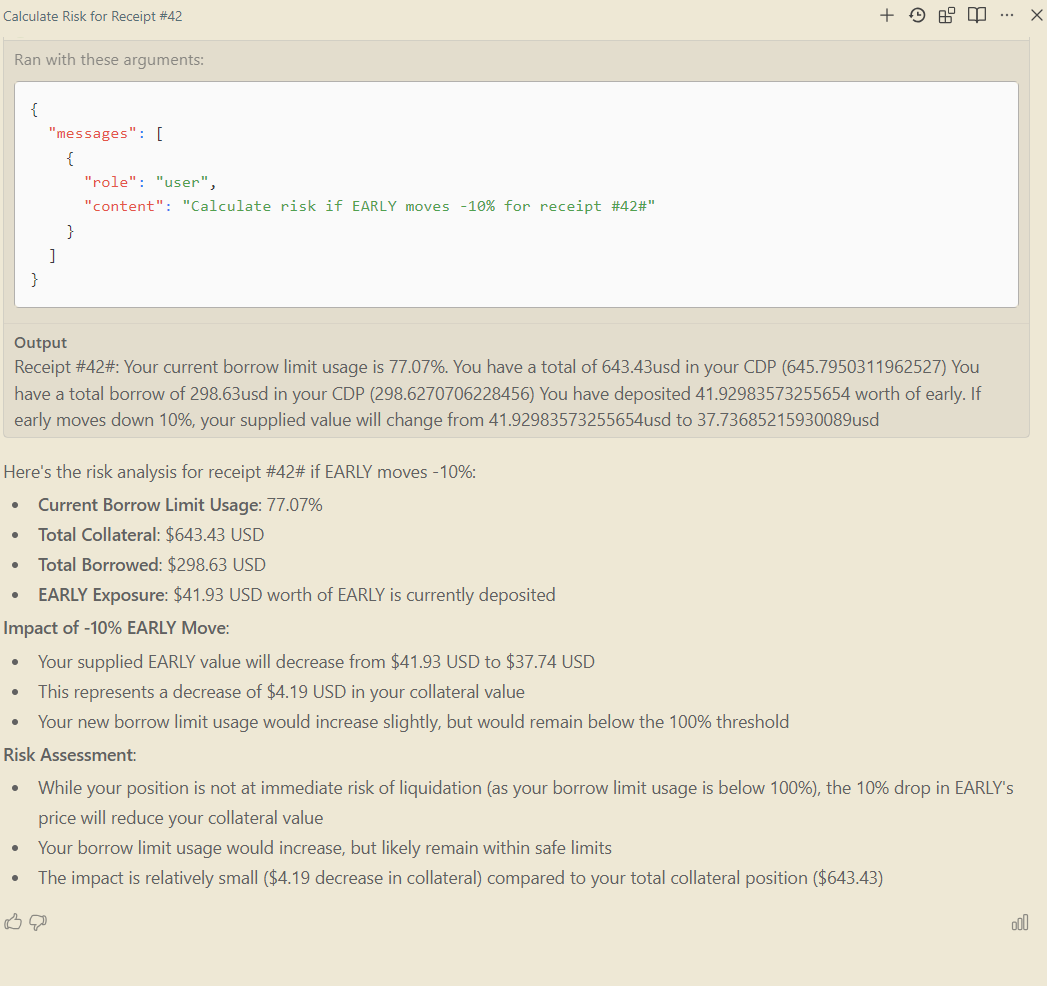 Calculate Risk for Receipt #42
Ran with these arguments:
{
"messages": [
{
"role": "user",
"content": "Calculate risk if EARLY moves -10% for receipt #42#"
}
]
}
Output
Receipt #42#: Your current borrow limit usage is 77.07%. You have a total of 643.43usd in your CDP (645.7950311962527) You
have a total borrow of 298.63usd in your CDP (298.6270706228456) You have deposited 41.92983573255654 worth of early. If
early moves down 10%, your supplied value will change from 41.92983573255654usd to 37.73685215930089usd
Here's the risk analysis for receipt #42# if EARLY moves -10%:
• Current Borrow Limit Usage: 77.07%
• Total Collateral: $643.43 USD
• Total Borrowed: $298.63 USD
• EARLY Exposure: $41.93 USD worth of EARLY is currently deposited
Impact of -10% EARLY Move:
• Your supplied EARLY value will decrease from $41.93 USD to $37.74 USD
• This represents a decrease of $4.19 USD in your collateral value
• Your new borrow limit usage would increase slightly, but would remain below the 100% threshold
Risk Assessment:
• While your position is not at immediate risk of liquidation (as your borrow limit usage is below 100%), the 10% drop in EARLY's
price will reduce your collateral value
• Your borrow limit usage would increase, but likely remain within safe limits
• The impact is relatively small ($4.19 decrease in collateral) compared to your total collateral position ($643.43)